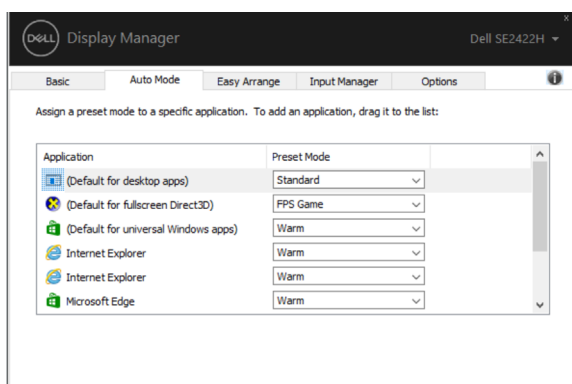 DELL Display Manager
Dell SE2422H
x
Basic Auto Mode Easy Arrange Input Manager Options
Assign a preset mode to a specific application. To add an application, drag it to the list:
Application Preset Mode
(Default for desktop apps) Standard
(Default for fullscreen Direct3D) FPS Game
(Default for universal Windows apps) Warm
Internet Explorer Warm
Internet Explorer Warm
Microsoft Edge Warm